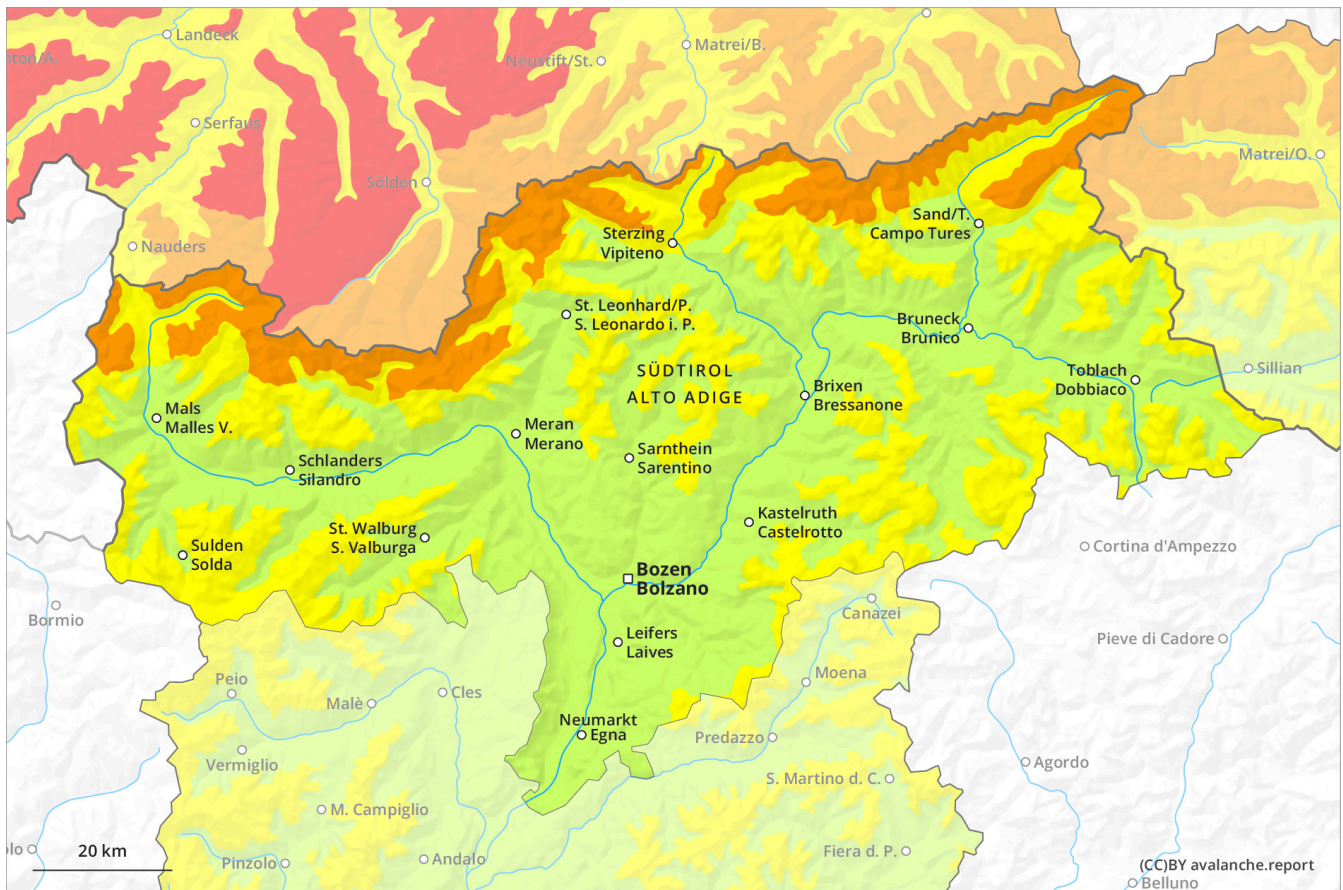 Landeck
Matrei/B.
nton/A.
Neustift/St.
Serfaus
Matrei/O.
Sölden
Sand/T.
Campo Tures
Nauders
Sterzing
Vipiteno
St. Leonhard/P.
S. Leonardo i. P.
Bruneck
Brunico
SÜDTIROL
ALTO ADIGE
Toblach
Dobbiaco
Sillian
Brixen
Bressanone
Mals
Malles V.
Meran
Merano
Schlanders
Silandro
Sarnthein
Sarentino
Kastelruth
Castelrotto
St. Walburg
S. Valburga
Sulden
Solda
Cortina d'Ampezzo
Bozen
Bolzano
Bormio
Canazei
Leifers
Laives
Pieve di Cadore
Peio
Moena
Malè
Cles
Neumarkt
Egna
Predazzo
Vermiglio
Agordo
S. Martino d. C.
M. Campiglio
olo
20 km
Pinzolo
Andalo
Fiera d. P.
(CC)BY avalanche.report
Belluno